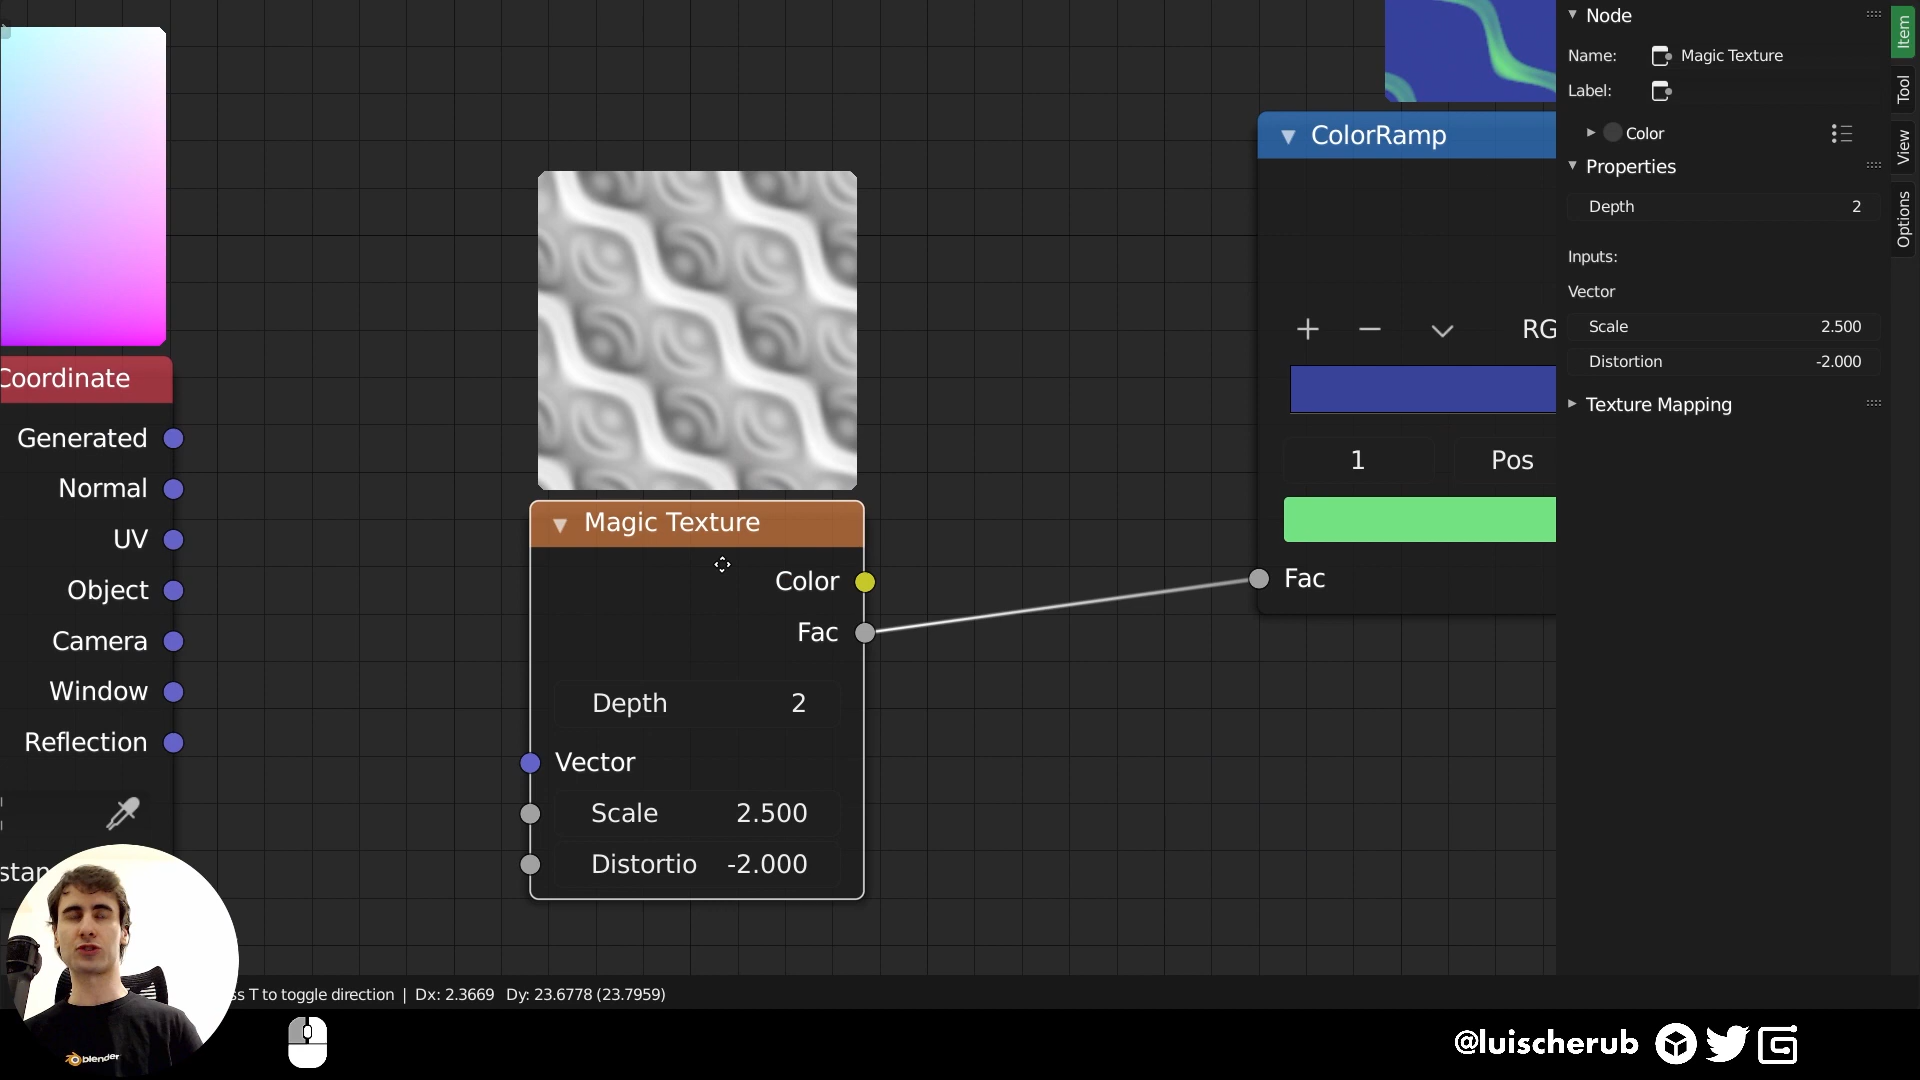 Coordinate
Generated
Normal
UV
Object
Camera
Window
Reflection
stan
Magic Texture
Color
Fac
Depth 2
Vector
Scale 2.500
Distortio -2.000
ColorRamp
RG
1 Pos
Fac
Node
Name: Magic Texture
Label:
Color
Properties
Depth 2
Inputs:
Vector
Scale 2.500
Distortion -2.000
Texture Mapping
Item
Tool
View
Options
ss T to toggle direction | Dx: 2.3669 Dy: 23.6778 (23.7959)
blender
@luischerub